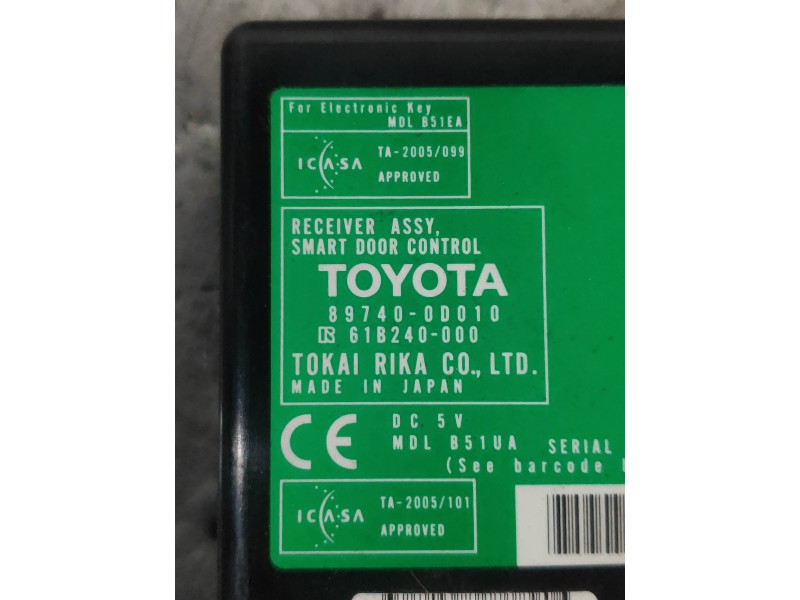 For Electronic Key
MDL B51EA
ICASA
TA-2005/099
APPROVED
RECEIVER ASSY,
SMART DOOR CONTROL
TOYOTA
89740-0D010
61B240-000
TOKAI RIKA CO., LTD.
MADE IN JAPAN
CE
DC 5V
MDL B51UA SERIAL
(See barcode
ICASA
TA-2005/101
APPROVED